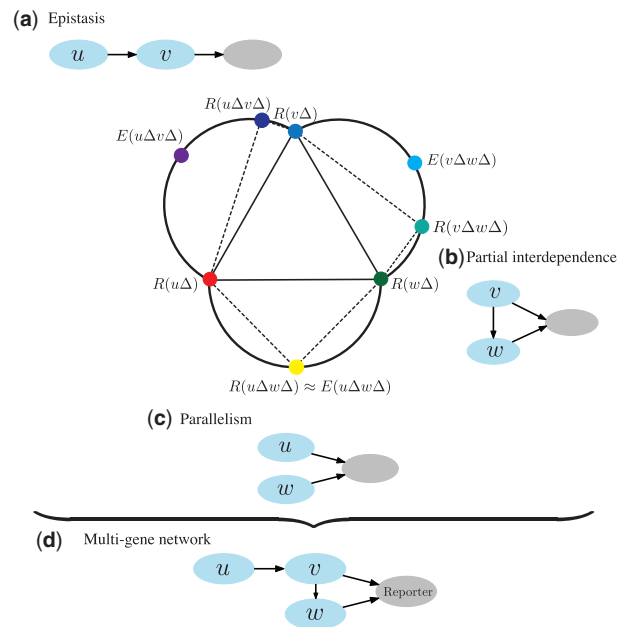 (a) Epistasis
u v
R(uΔvΔ) R(vΔ)
E(uΔvΔ)
E(vΔwΔ)
R(vΔwΔ)
(b) Partial interdependence
R(uΔ)
R(wΔ)
v
w
R(uΔwΔ) ≈ E(uΔwΔ)
(c) Parallelism
u
w
(d) Multi-gene network
u v
Reporter
w